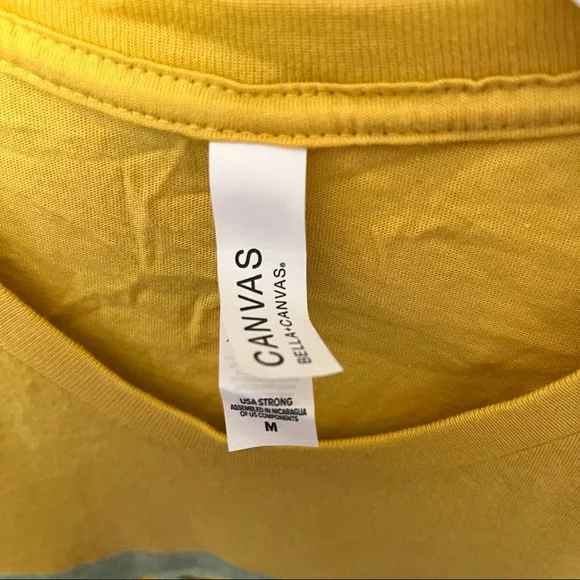 CANVAS
BELLA+CANVAS®
USA STRONG
ASSEMBLED IN NICARAGUA
OF US COMPONENTS
M